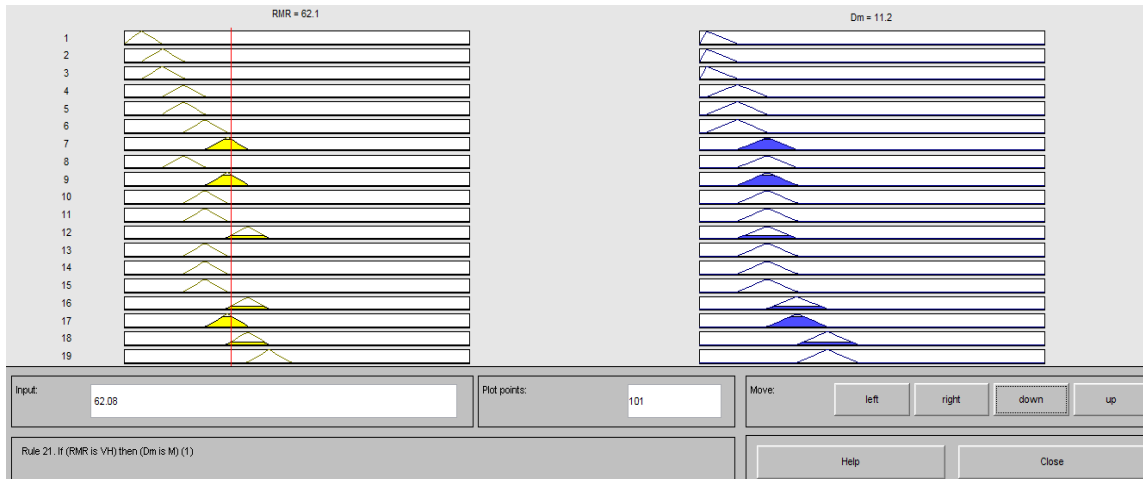 RMR = 62.1
Dm = 11.2
1
2
3
4
5
6
7
8
9
10
11
12
13
14
15
16
17
18
19
Input:
62.08
Plot points:
101
Move:
left
right
down
up
Rule 21. If (RMR is VH) then (Dm is M) (1)
Help
Close